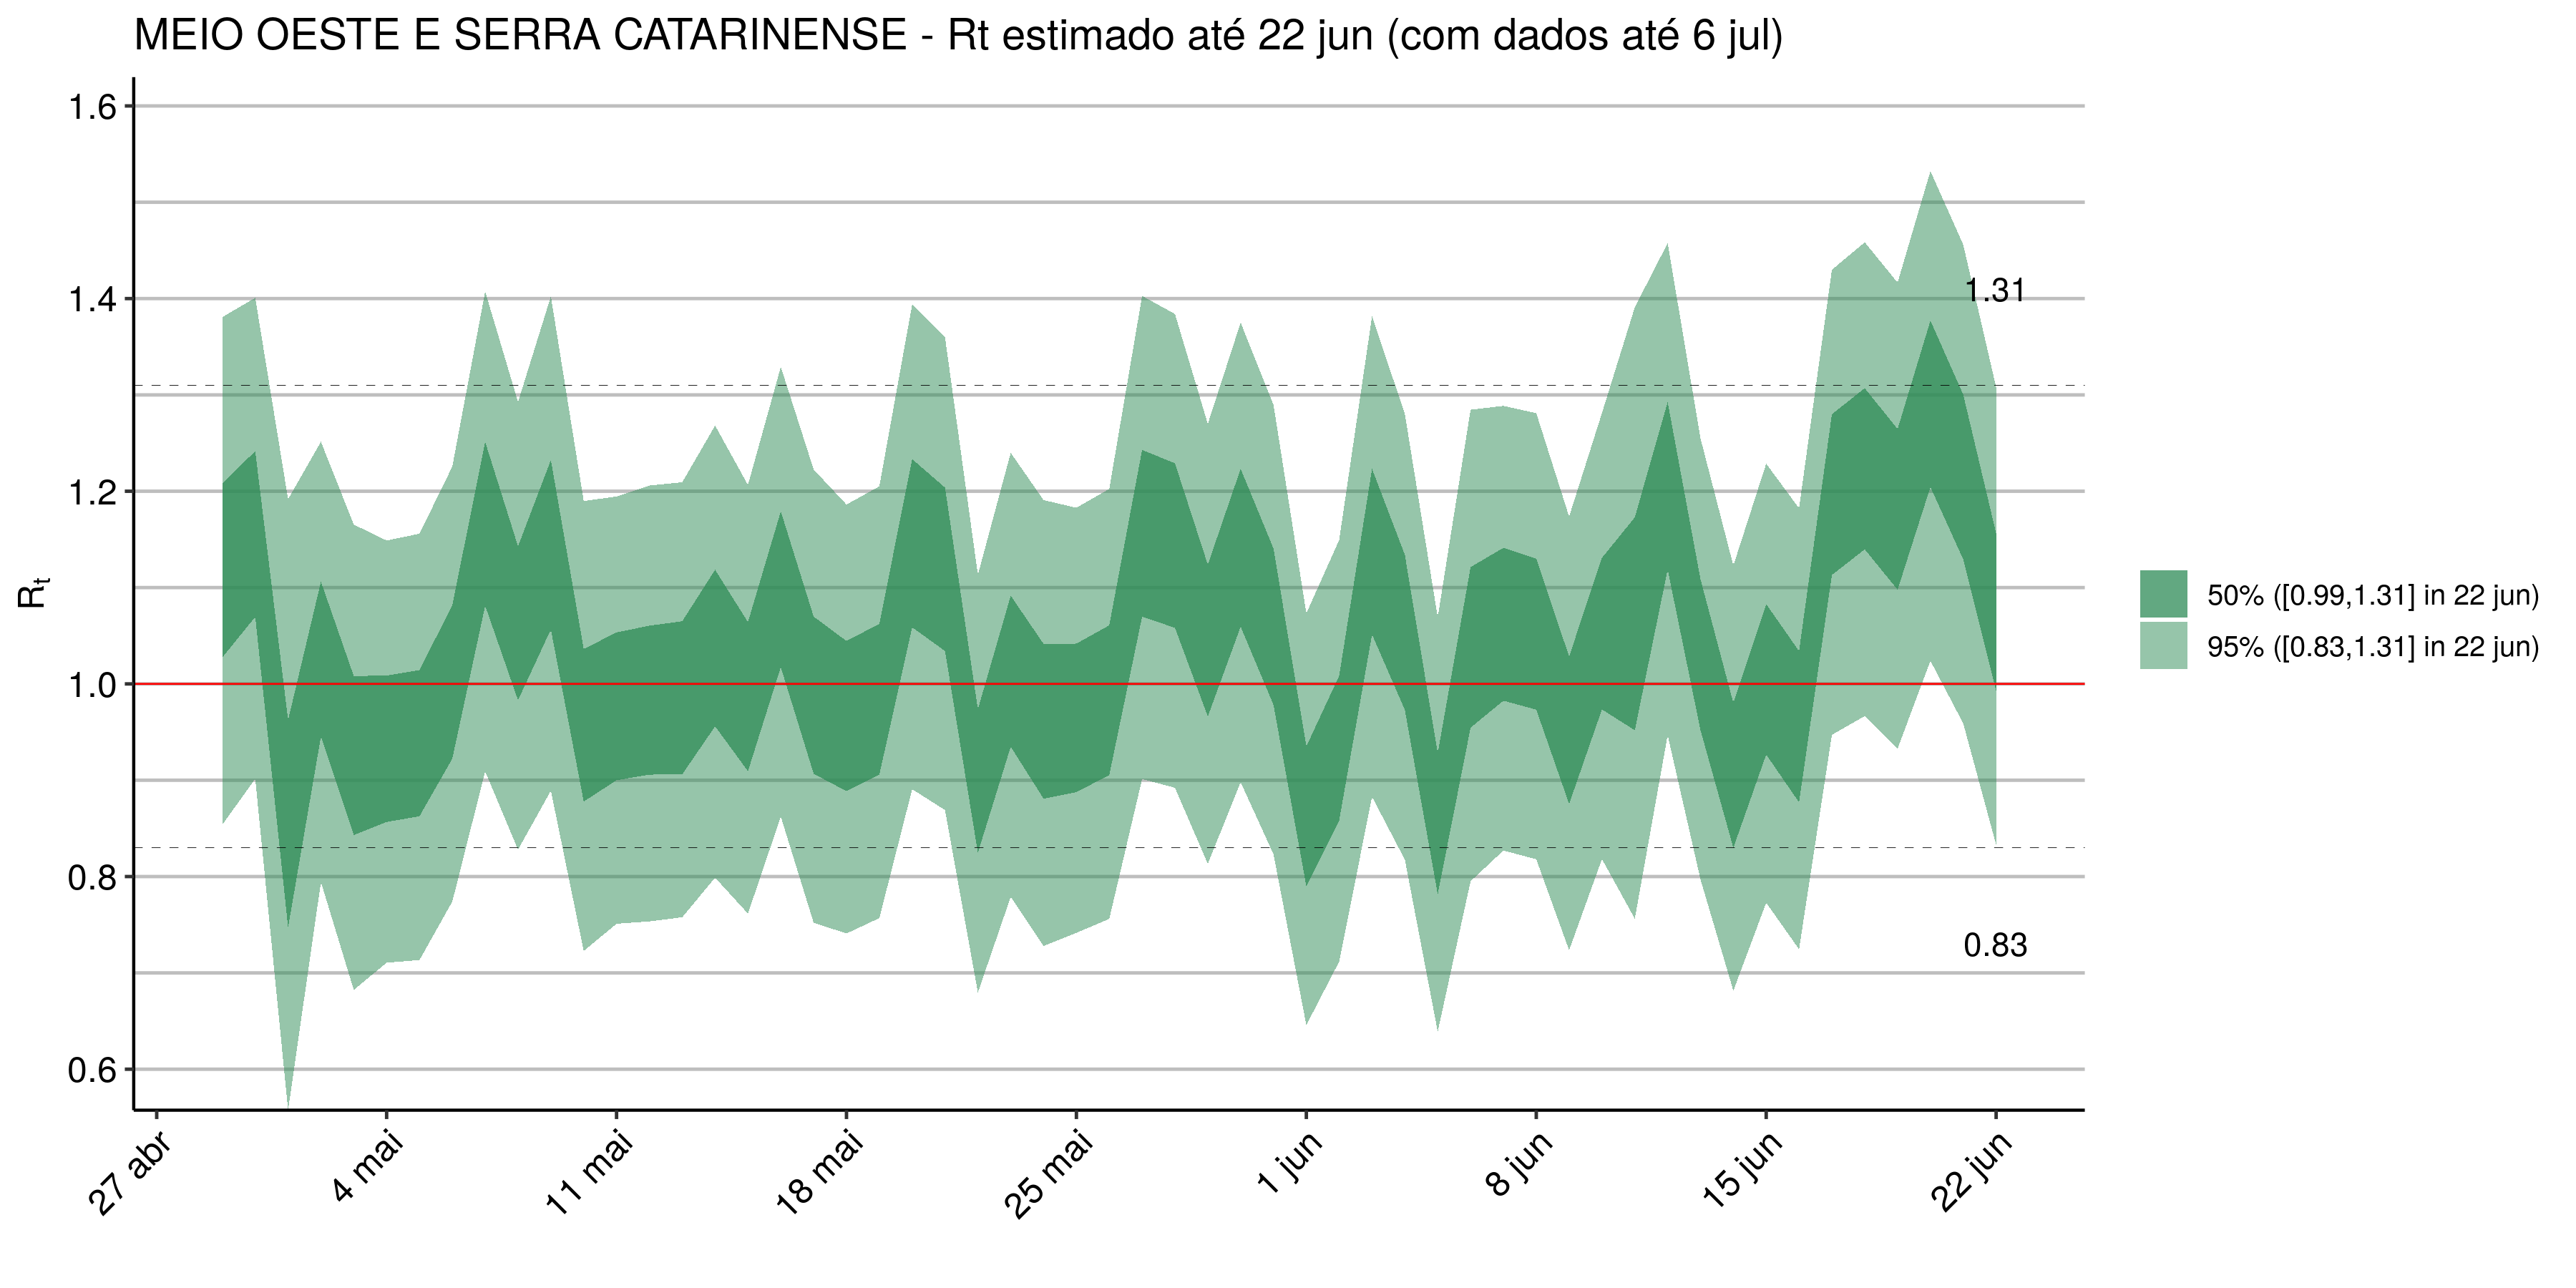 MEIO OESTE E SERRA CATARINENSE - Rt estimado até 22 jun (com dados até 6 jul)
1.6
1.4
1.2
1.0
0.8
0.6
Rt
1.31
0.83
50% ([0.99,1.31] in 22 jun)
95% ([0.83,1.31] in 22 jun)
27 abr
4 mai
11 mai
18 mai
25 mai
1 jun
8 jun
15 jun
22 jun